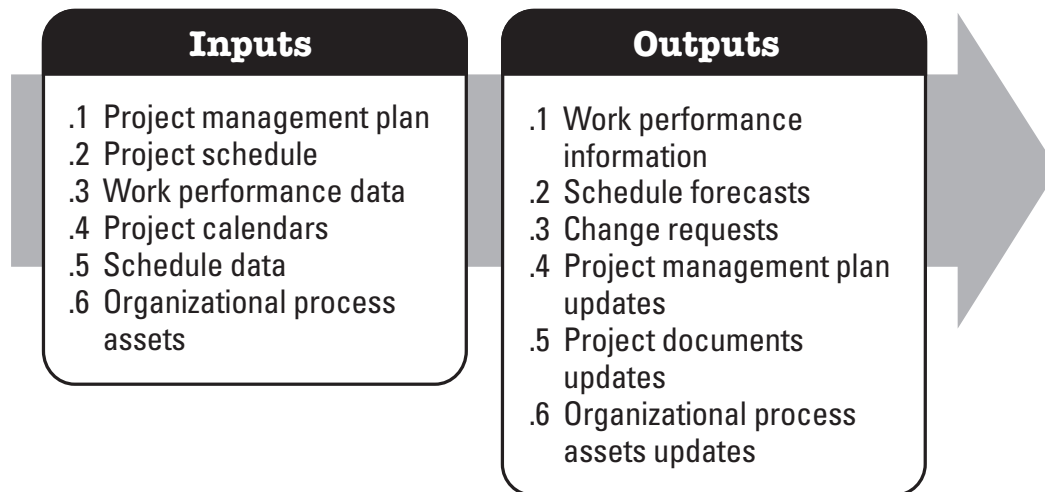 Inputs
.1 Project management plan
.2 Project schedule
.3 Work performance data
.4 Project calendars
.5 Schedule data
.6 Organizational process
assets
Outputs
.1 Work performance
information
.2 Schedule forecasts
.3 Change requests
.4 Project management plan
updates
.5 Project documents
updates
.6 Organizational process
assets updates